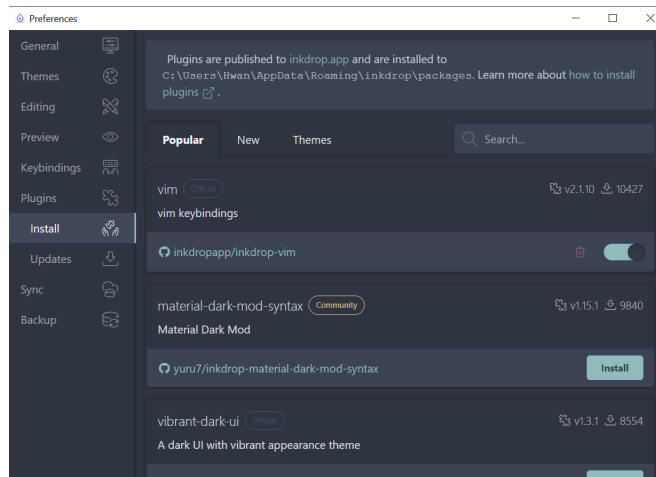 Preferences
General
Themes
Editing
Preview
Keybindings
Plugins
Install
Updates
Sync
Backup
Plugins are published to inkdrop.app and are installed to
C:\Users\Hwan\AppData\Roaming\inkdrop\packages. Learn more about how to install
plugins .
Popular New Themes Search...
vim Official v2.1.10 10427
vim keybindings
inkdropapp/inkdrop-vim
material-dark-mod-syntax Community v1.15.1 9840
Material Dark Mod
yuru7/inkdrop-material-dark-mod-syntax Install
vibrant-dark-ui Official v1.3.1 8554
A dark UI with vibrant appearance theme